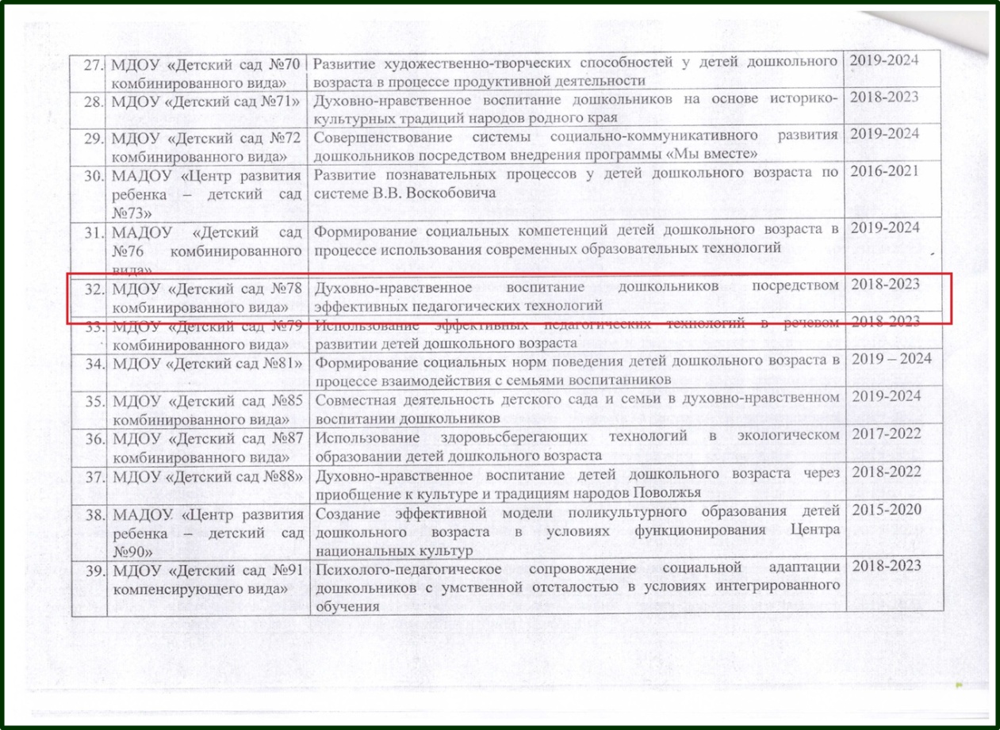 27. МДОУ «Детский сад №70 Развитие художественно-творческих способностей у детей дошкольного 2019-2024
комбинированного вида» возраста в процессе продуктивной деятельности
28. МДОУ «Детский сад №71» Духовно-нравственное воспитание дошкольников на основе историко- 2018-2023
культурных традиций народов родного края
29. МДОУ «Детский сад №72 Совершенствование системы социально-коммуникативного развития 2019-2024
комбинированного вида» дошкольников посредством внедрения программы «Мы вместе»
30. МАДОУ «Центр развития Развитие познавательных процессов у детей дошкольного возраста по 2016-2021
ребенка – детский сад системе В.В. Воскобовича
№73»
31. МАДОУ «Детский сад Формирование социальных компетенций детей дошкольного возраста в 2019-2024
№76 комбинированного процессе использования современных образовательных технологий
вида»
32. МДОУ «Детский сад №78 Духовно-нравственное воспитание дошкольников посредством 2018-2023
комбинированного вида» эффективных педагогических технологий
33. МДОУ «Детский сад №79 Использование эффективных педагогических технологий в речевом 2018-2023
комбинированного вида» развитии детей дошкольного возраста
34. МДОУ «Детский сад №81» Формирование социальных норм поведения детей дошкольного возраста в 2019 – 2024
процессе взаимодействия с семьями воспитанников
35. МДОУ «Детский сад №85 Совместная деятельность детского сада и семьи в духовно-нравственном 2019-2024
комбинированного вида» воспитании дошкольников
36. МДОУ «Детский сад №87 Использование здоровьсберегающих технологий в экологическом 2017-2022
комбинированного вида» образовании детей дошкольного возраста
37. МДОУ «Детский сад №88» Духовно-нравственное воспитание детей дошкольного возраста через 2018-2022
приобщение к культуре и традициям народов Поволжья
38. МАДОУ «Центр развития Создание эффективной модели поликультурного образования детей 2015-2020
ребенка – детский сад дошкольного возраста в условиях функционирования Центра
№90» национальных культур
39. МДОУ «Детский сад №91 Психолого-педагогическое сопровождение социальной адаптации 2018-2023
компенсирующего вида» дошкольников с умственной отсталостью в условиях интегрированного
обучения